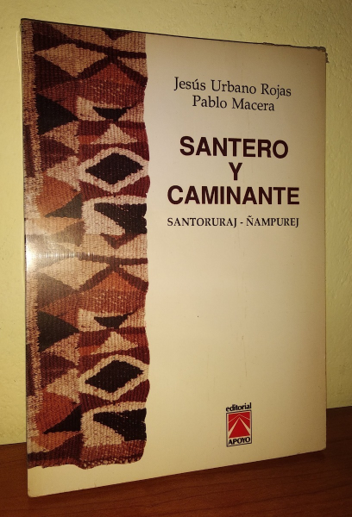 Jesús Urbano Rojas
Pablo Macera
SANTERO
Y
CAMINANTE
SANTORURAJ - ÑAMPUREJ
editorial
APOYO